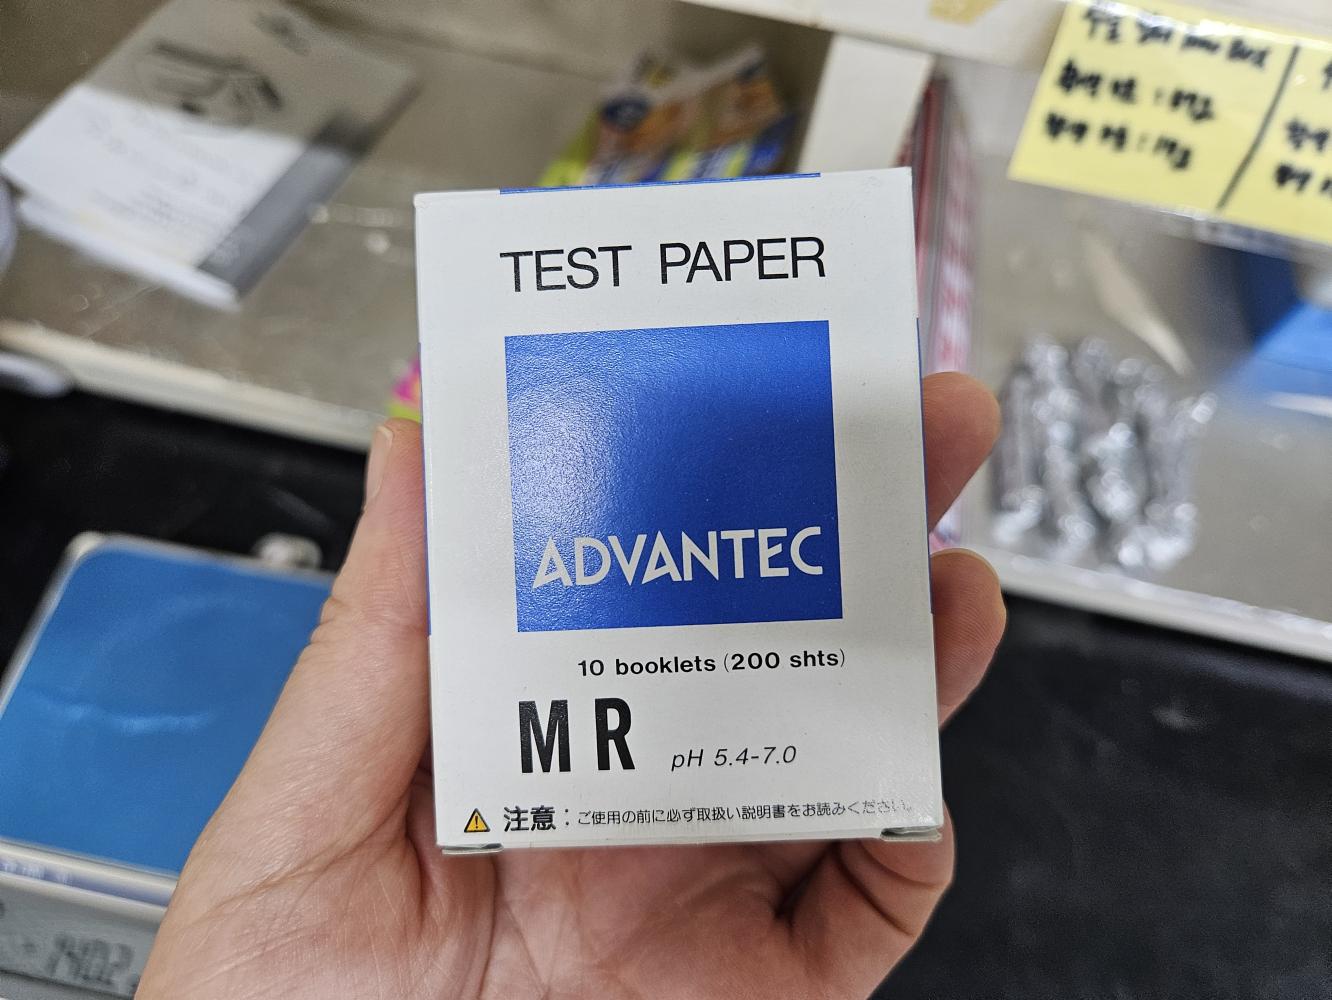 TEST PAPER
ADVANTEC
10 booklets (200 shts)
MR pH 5.4-7.0
注意：ご使用の前に必ず取扱い説明書をお読みください。